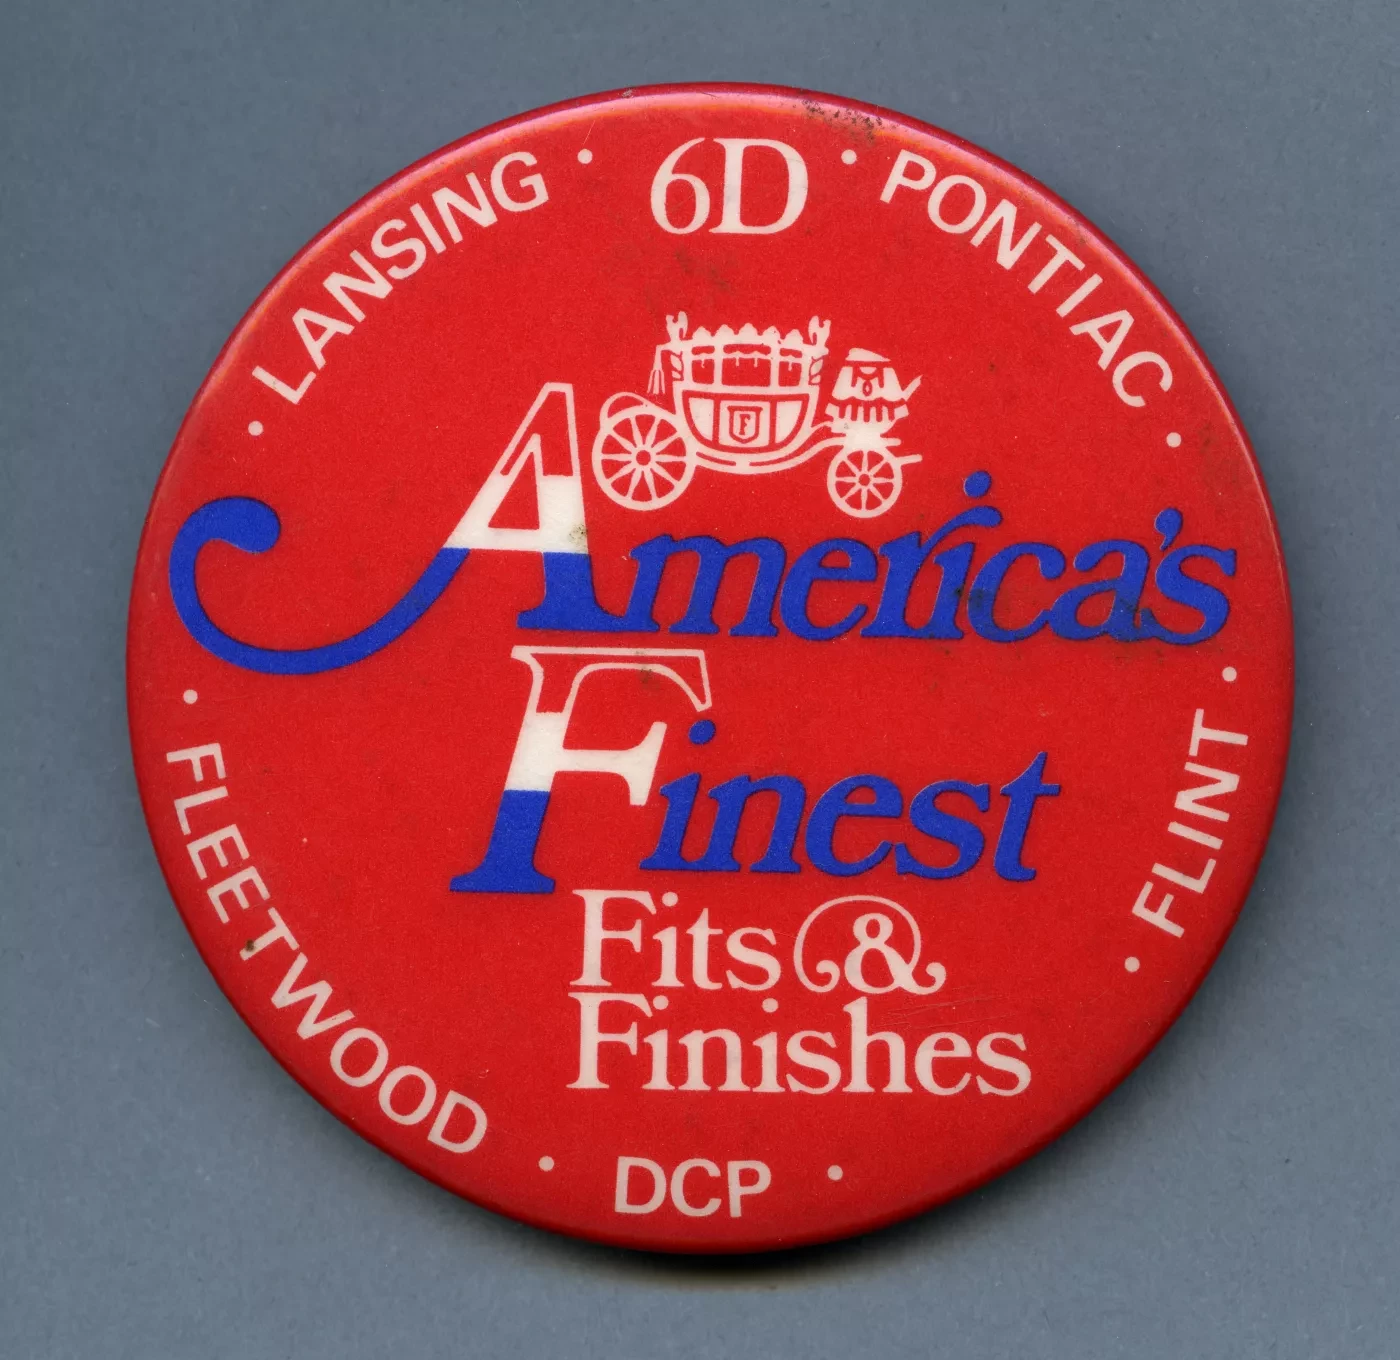 6D
LANSING · PONTIAC
F
America's
Finest
Fits &
Finishes
FLINT
FLEETWOOD
DCP